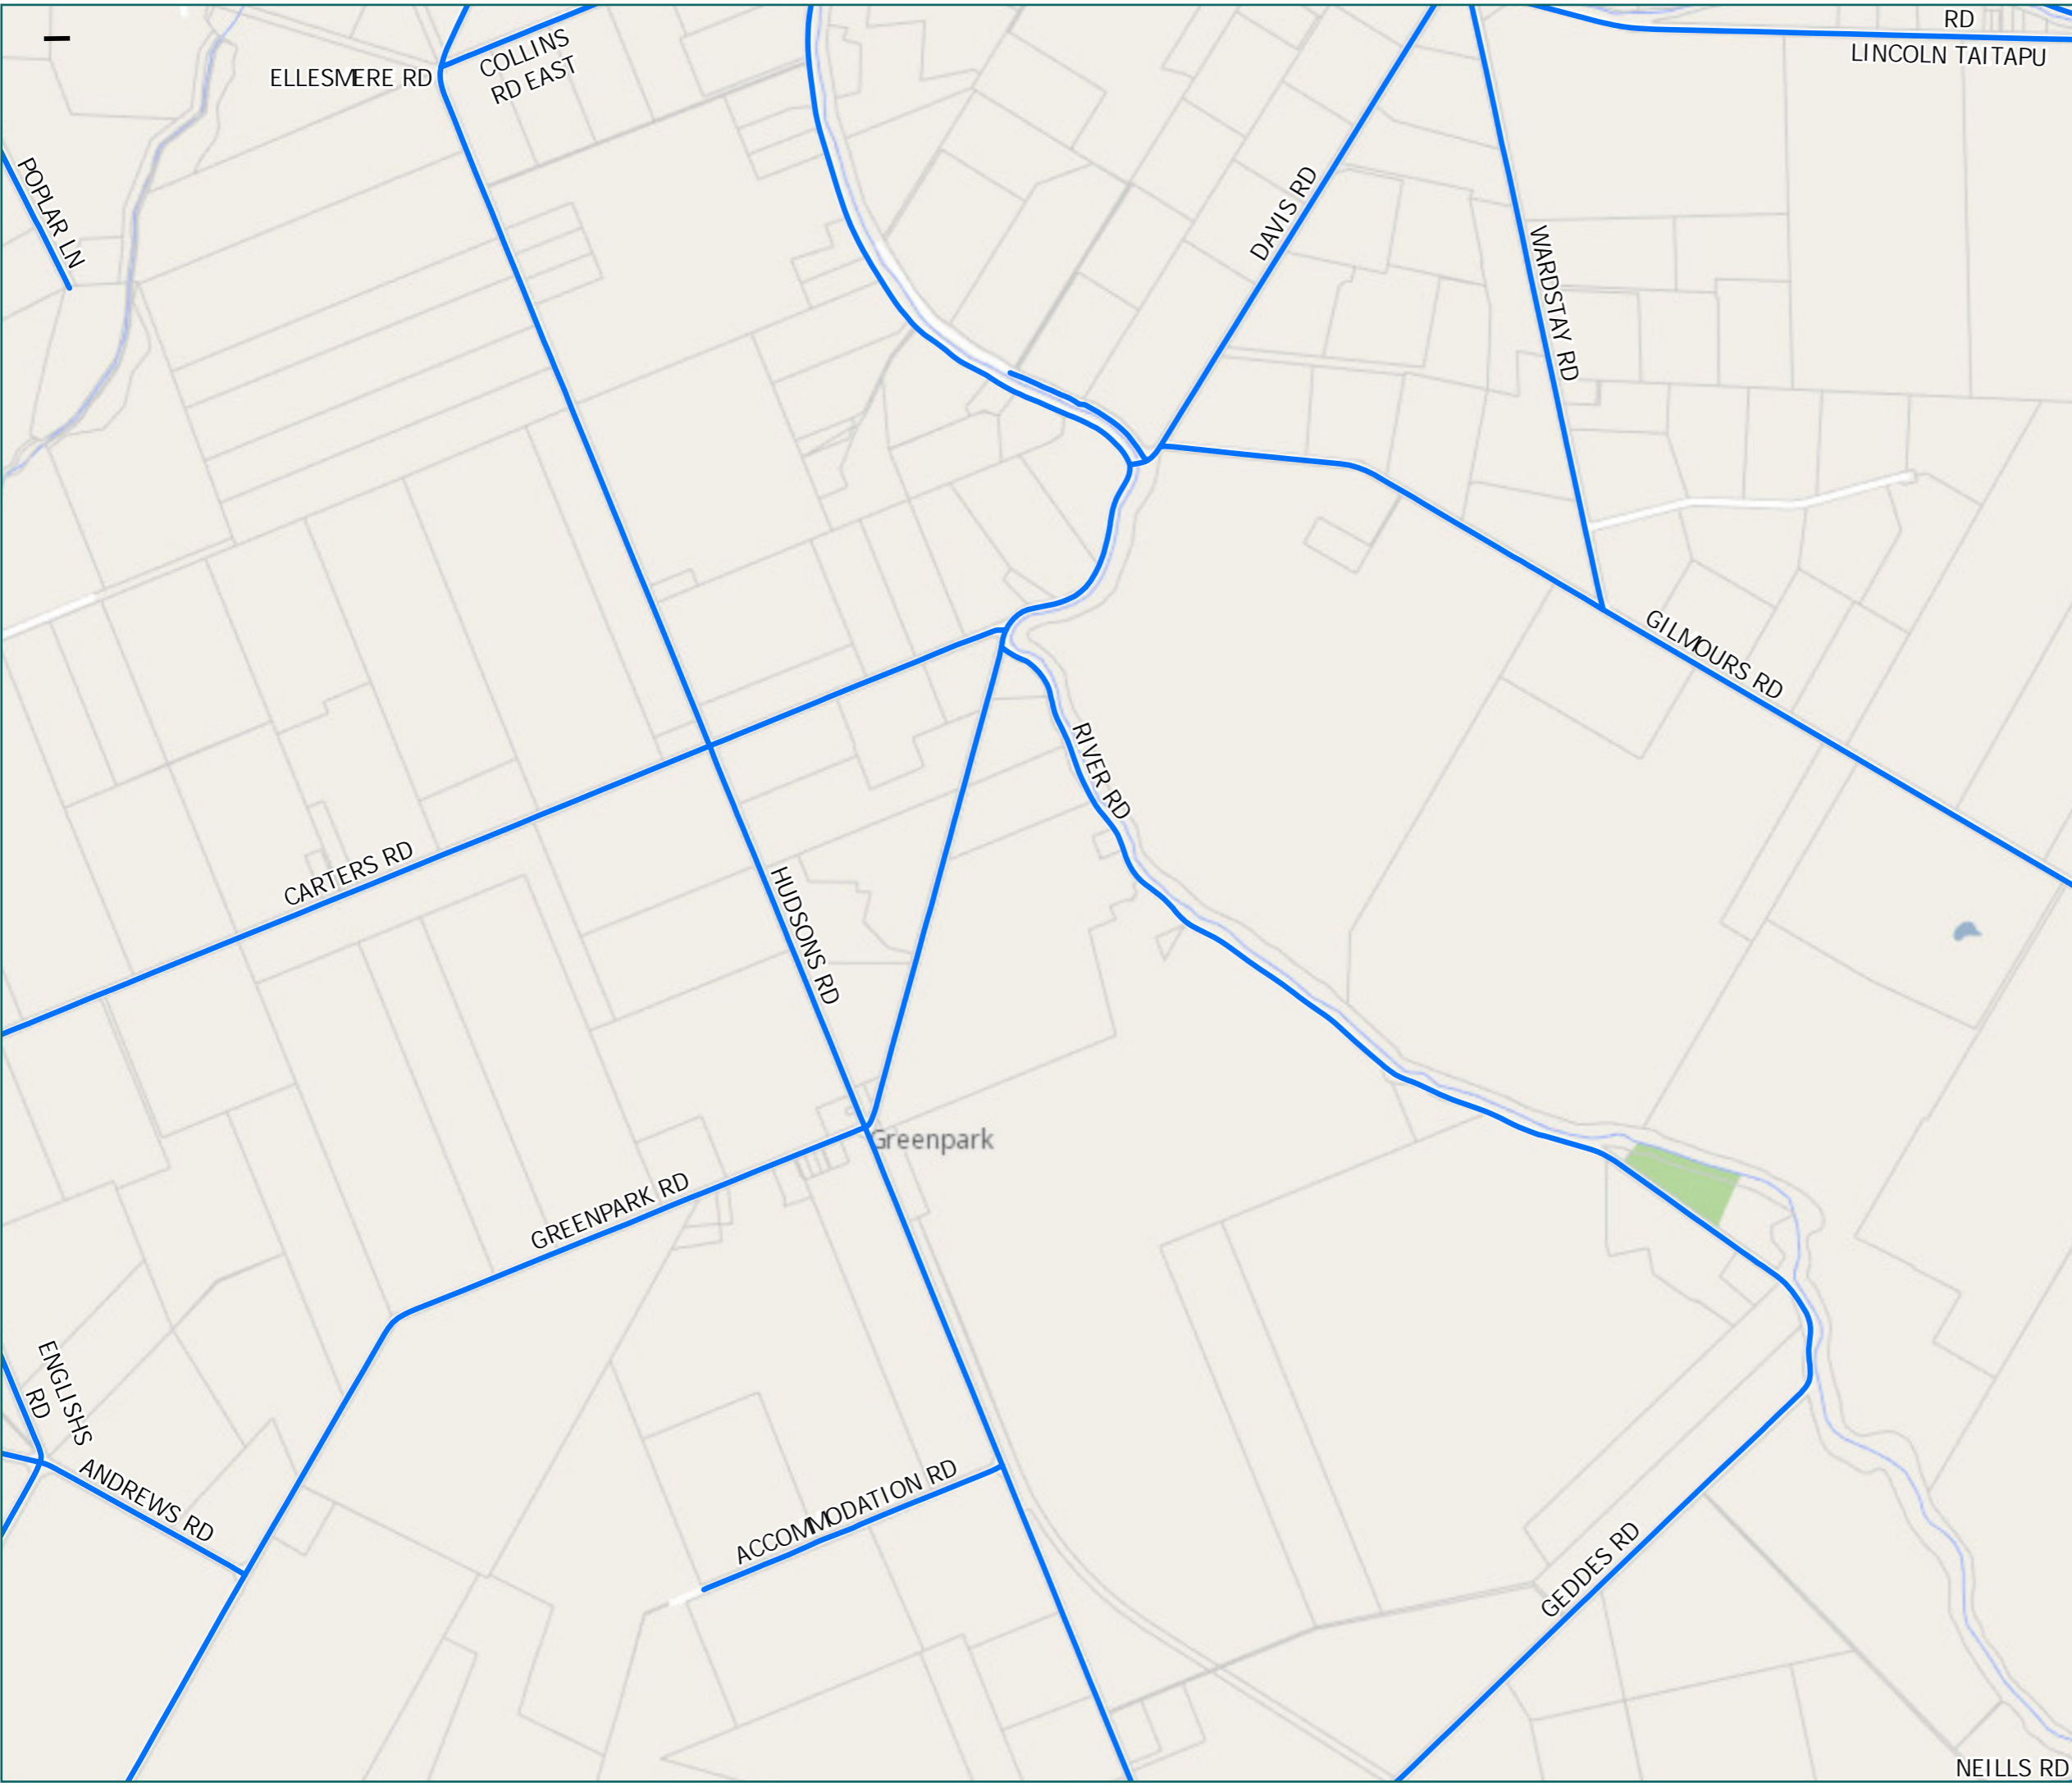 RD
LINCOLN TAITAPU
COLLINS
RD EAST
ELLESMERE RD
POPLAR LN
DAVIS RD
WARDSTAY RD
GILMOURS RD
RIVER RD
CARTERS RD
HUDSONS RD
Greenpark
GREENPARK RD
ENGLISHS
RD
ANDREWS RD
ACCOMMODATION RD
GEDDES RD
NEILLS RD